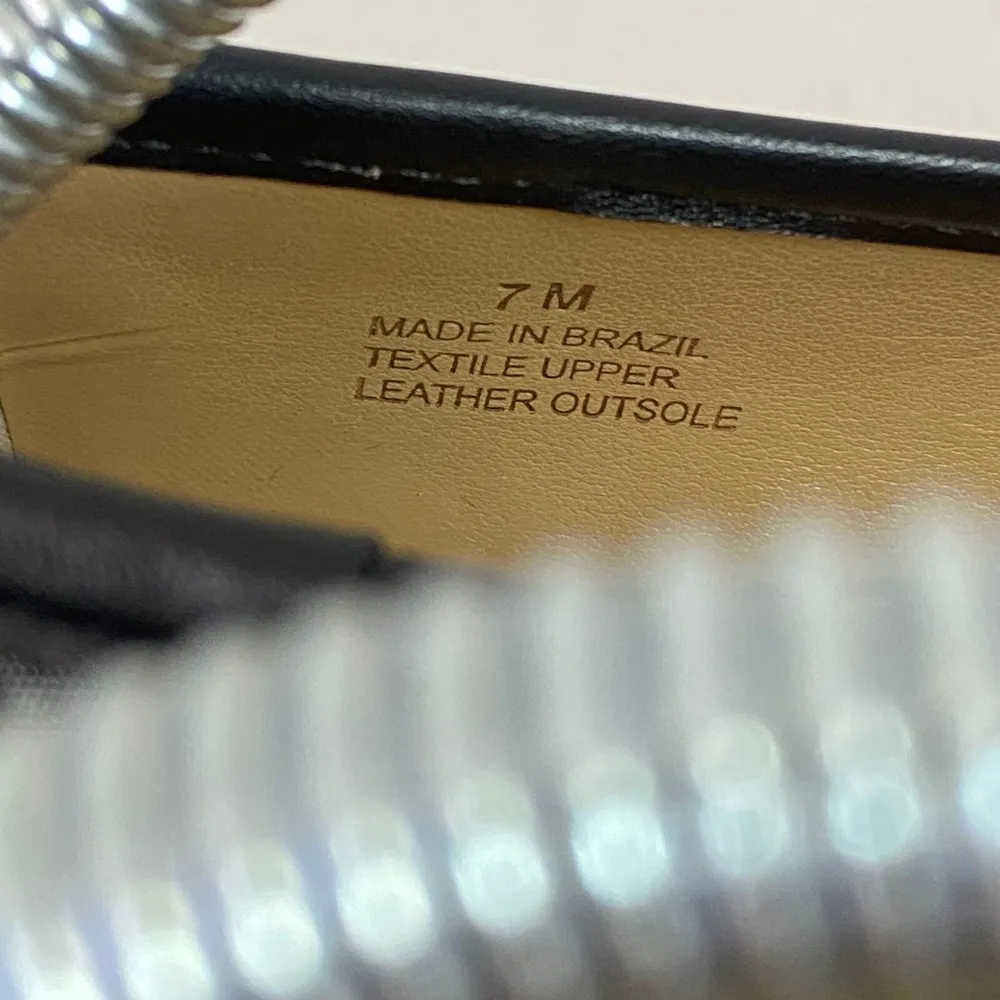 7 M
MADE IN BRAZIL
TEXTILE UPPER
LEATHER OUTSOLE